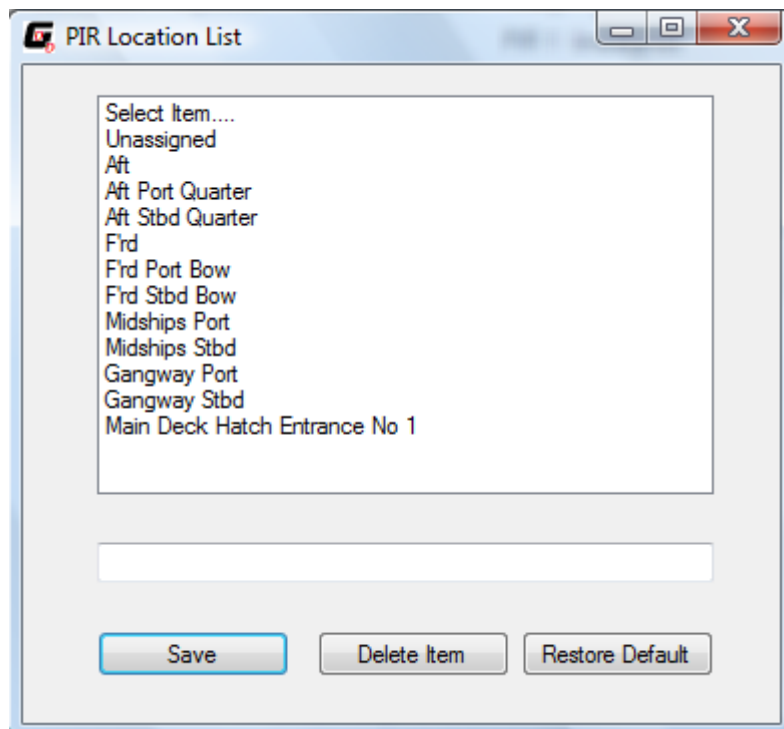 PIR Location List
Select Item....
Unassigned
Aft
Aft Port Quarter
Aft Stbd Quarter
F'rd
F'rd Port Bow
F'rd Stbd Bow
Midships Port
Midships Stbd
Gangway Port
Gangway Stbd
Main Deck Hatch Entrance No 1
Save Delete Item Restore Default